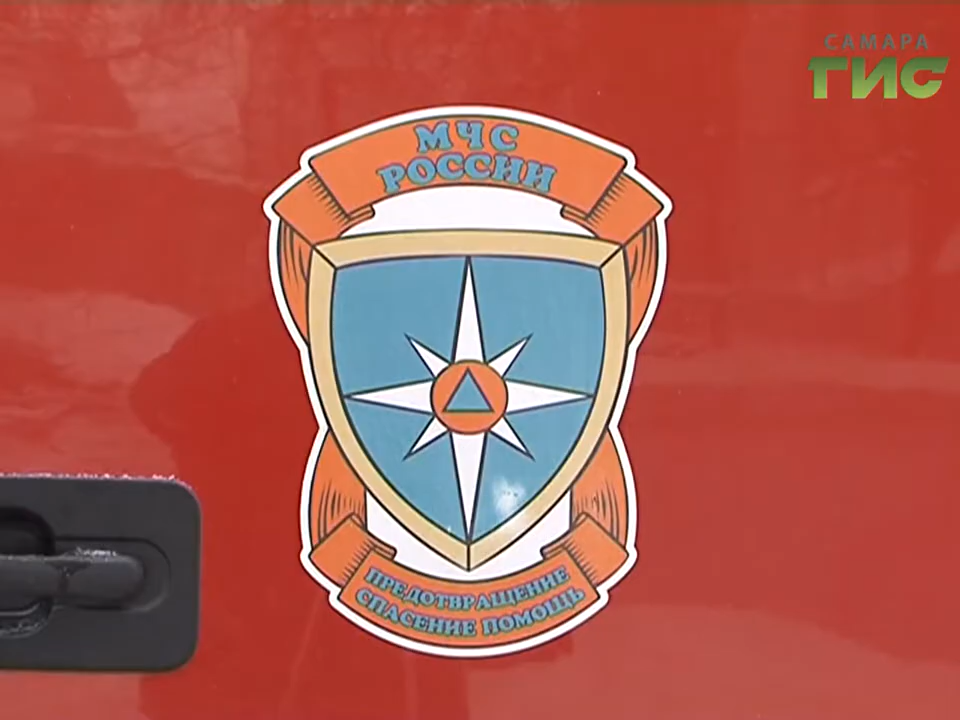 САМАРА
ГИС
МЧС
РОССИИ
ПРЕДОТВРАЩЕНИЕ
СПАСЕНИЕ ПОМОЩЬ